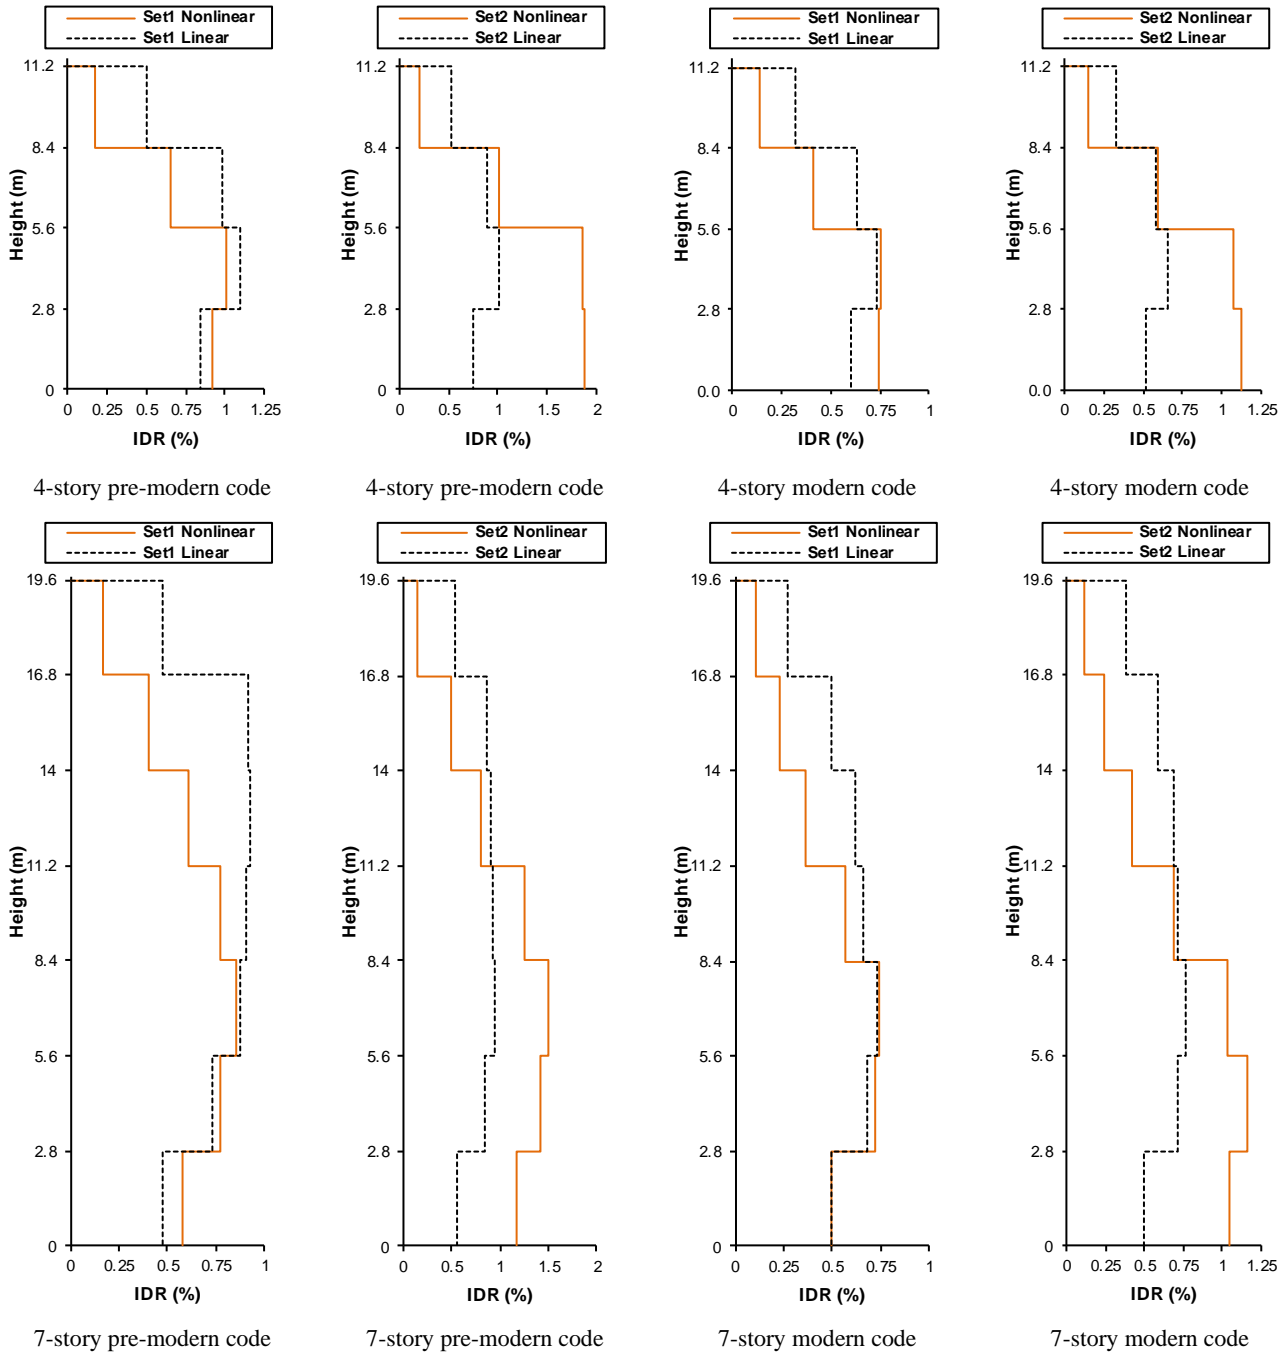 Set1 Nonlinear
Set1 Linear
11.2
8.4
5.6
2.8
0
Height (m)
0 0.25 0.5 0.75 1 1.25
IDR (%)
4-story pre-modern code
Set2 Nonlinear
Set2 Linear
11.2
8.4
5.6
2.8
0
Height (m)
0 0.5 1 1.5 2
IDR (%)
4-story pre-modern code
Set1 Nonlinear
Set1 Linear
11.2
8.4
5.6
2.8
0.0
Height (m)
0 0.25 0.5 0.75 1
IDR (%)
4-story modern code
Set2 Nonlinear
Set2 Linear
11.2
8.4
5.6
2.8
0.0
Height (m)
0 0.25 0.5 0.75 1 1.25
IDR (%)
4-story modern code
Set1 Nonlinear
Set1 Linear
19.6
16.8
14
11.2
8.4
5.6
2.8
0
Height (m)
0 0.25 0.5 0.75 1
IDR (%)
7-story pre-modern code
Set2 Nonlinear
Set2 Linear
19.6
16.8
14
11.2
8.4
5.6
2.8
0
Height (m)
0 0.5 1 1.5 2
IDR (%)
7-story pre-modern code
Set1 Nonlinear
Set1 Linear
19.6
16.8
14
11.2
8.4
5.6
2.8
0
Height (m)
0 0.25 0.5 0.75 1
IDR (%)
7-story modern code
Set2 Nonlinear
Set2 Linear
19.6
16.8
14
11.2
8.4
5.6
2.8
0
Height (m)
0 0.25 0.5 0.75 1 1.25
IDR (%)
7-story modern code